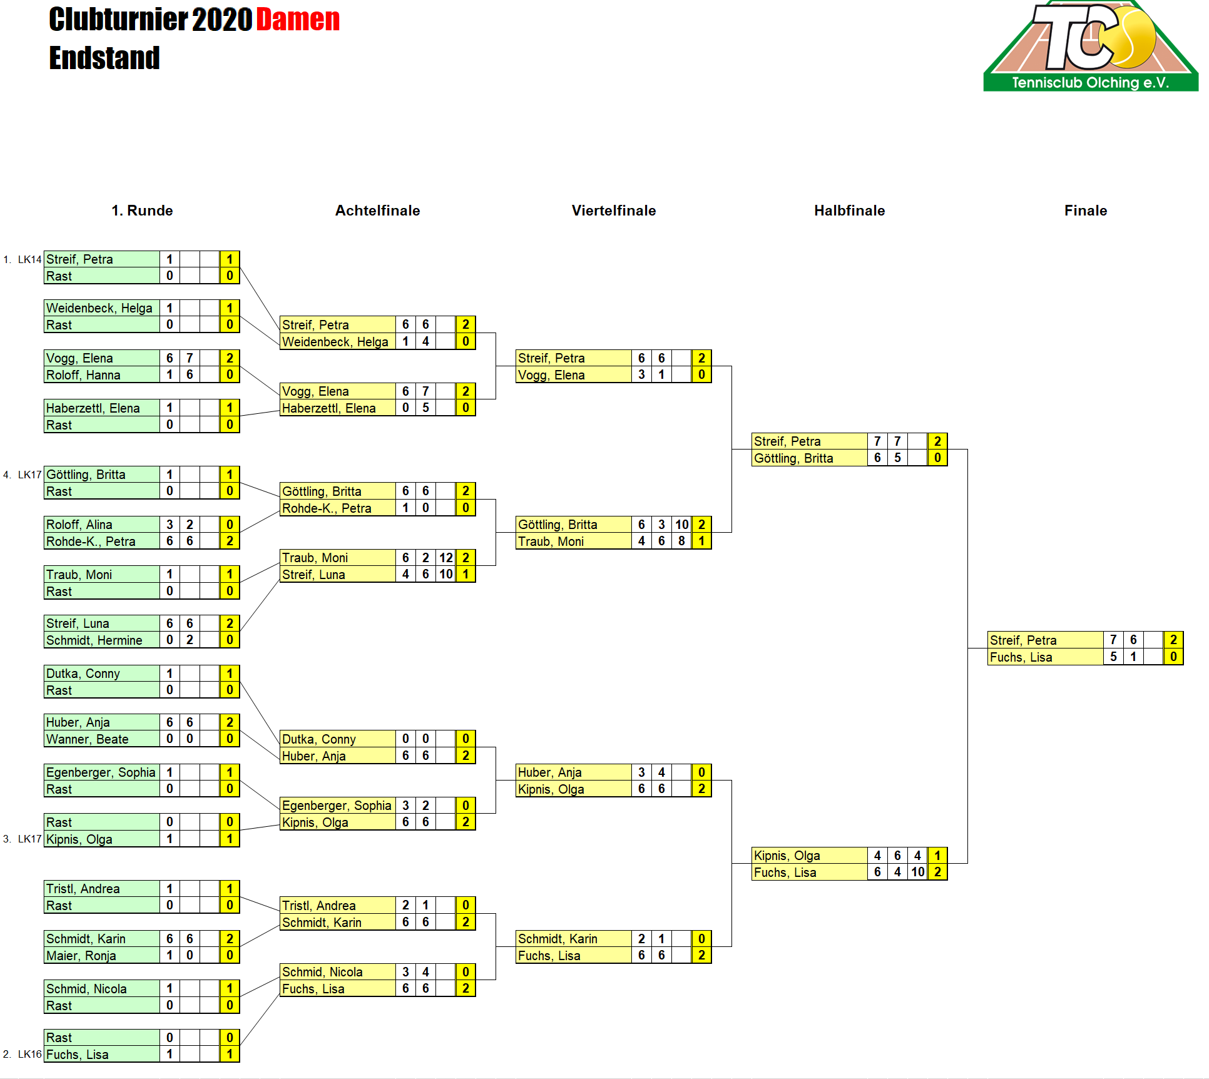 Clubturnier 2020 Damen
Endstand
TC
Tennisclub Olching e.V.
1. Runde
Achtelfinale
Viertelfinale
Halbfinale
Finale
1. LK14 Streif, Petra 1 1
Rast 0 0
Weidenbeck, Helga 1 1
Rast 0 0
Vogg, Elena 6 7 2
Roloff, Hanna 1 6 0
Haberzettl, Elena 1 1
Rast 0 0
4. LK17 Göttling, Britta 1 1
Rast 0 0
Roloff, Alina 3 2 0
Rohde-K., Petra 6 6 2
Traub, Moni 1 1
Rast 0 0
Streif, Luna 6 6 2
Schmidt, Hermine 0 2 0
Dutka, Conny 1 1
Rast 0 0
Huber, Anja 6 6 2
Wanner, Beate 0 0 0
Egenberger, Sophia 1 1
Rast 0 0
Rast 0 0
3. LK17 Kipnis, Olga 1 1
Tristl, Andrea 1 1
Rast 0 0
Schmidt, Karin 6 6 2
Maier, Ronja 1 0 0
Schmid, Nicola 1 1
Rast 0 0
Rast 0 0
2. LK16 Fuchs, Lisa 1 1
Streif, Petra 6 6 2
Weidenbeck, Helga 1 4 0
Vogg, Elena 6 7 2
Haberzettl, Elena 0 5 0
Göttling, Britta 6 6 2
Rohde-K., Petra 1 0 0
Traub, Moni 6 2 12 2
Streif, Luna 4 6 10 1
Dutka, Conny 0 0 0
Huber, Anja 6 6 2
Egenberger, Sophia 3 2 0
Kipnis, Olga 6 6 2
Tristl, Andrea 2 1 0
Schmidt, Karin 6 6 2
Schmid, Nicola 3 4 0
Fuchs, Lisa 6 6 2
Streif, Petra 6 6 2
Vogg, Elena 3 1 0
Göttling, Britta 6 3 10 2
Traub, Moni 4 6 8 1
Huber, Anja 3 4 0
Kipnis, Olga 6 6 2
Schmidt, Karin 2 1 0
Fuchs, Lisa 6 6 2
Streif, Petra 7 7 2
Göttling, Britta 6 5 0
Kipnis, Olga 4 6 4 1
Fuchs, Lisa 6 4 10 2
Streif, Petra 7 6 2
Fuchs, Lisa 5 1 0